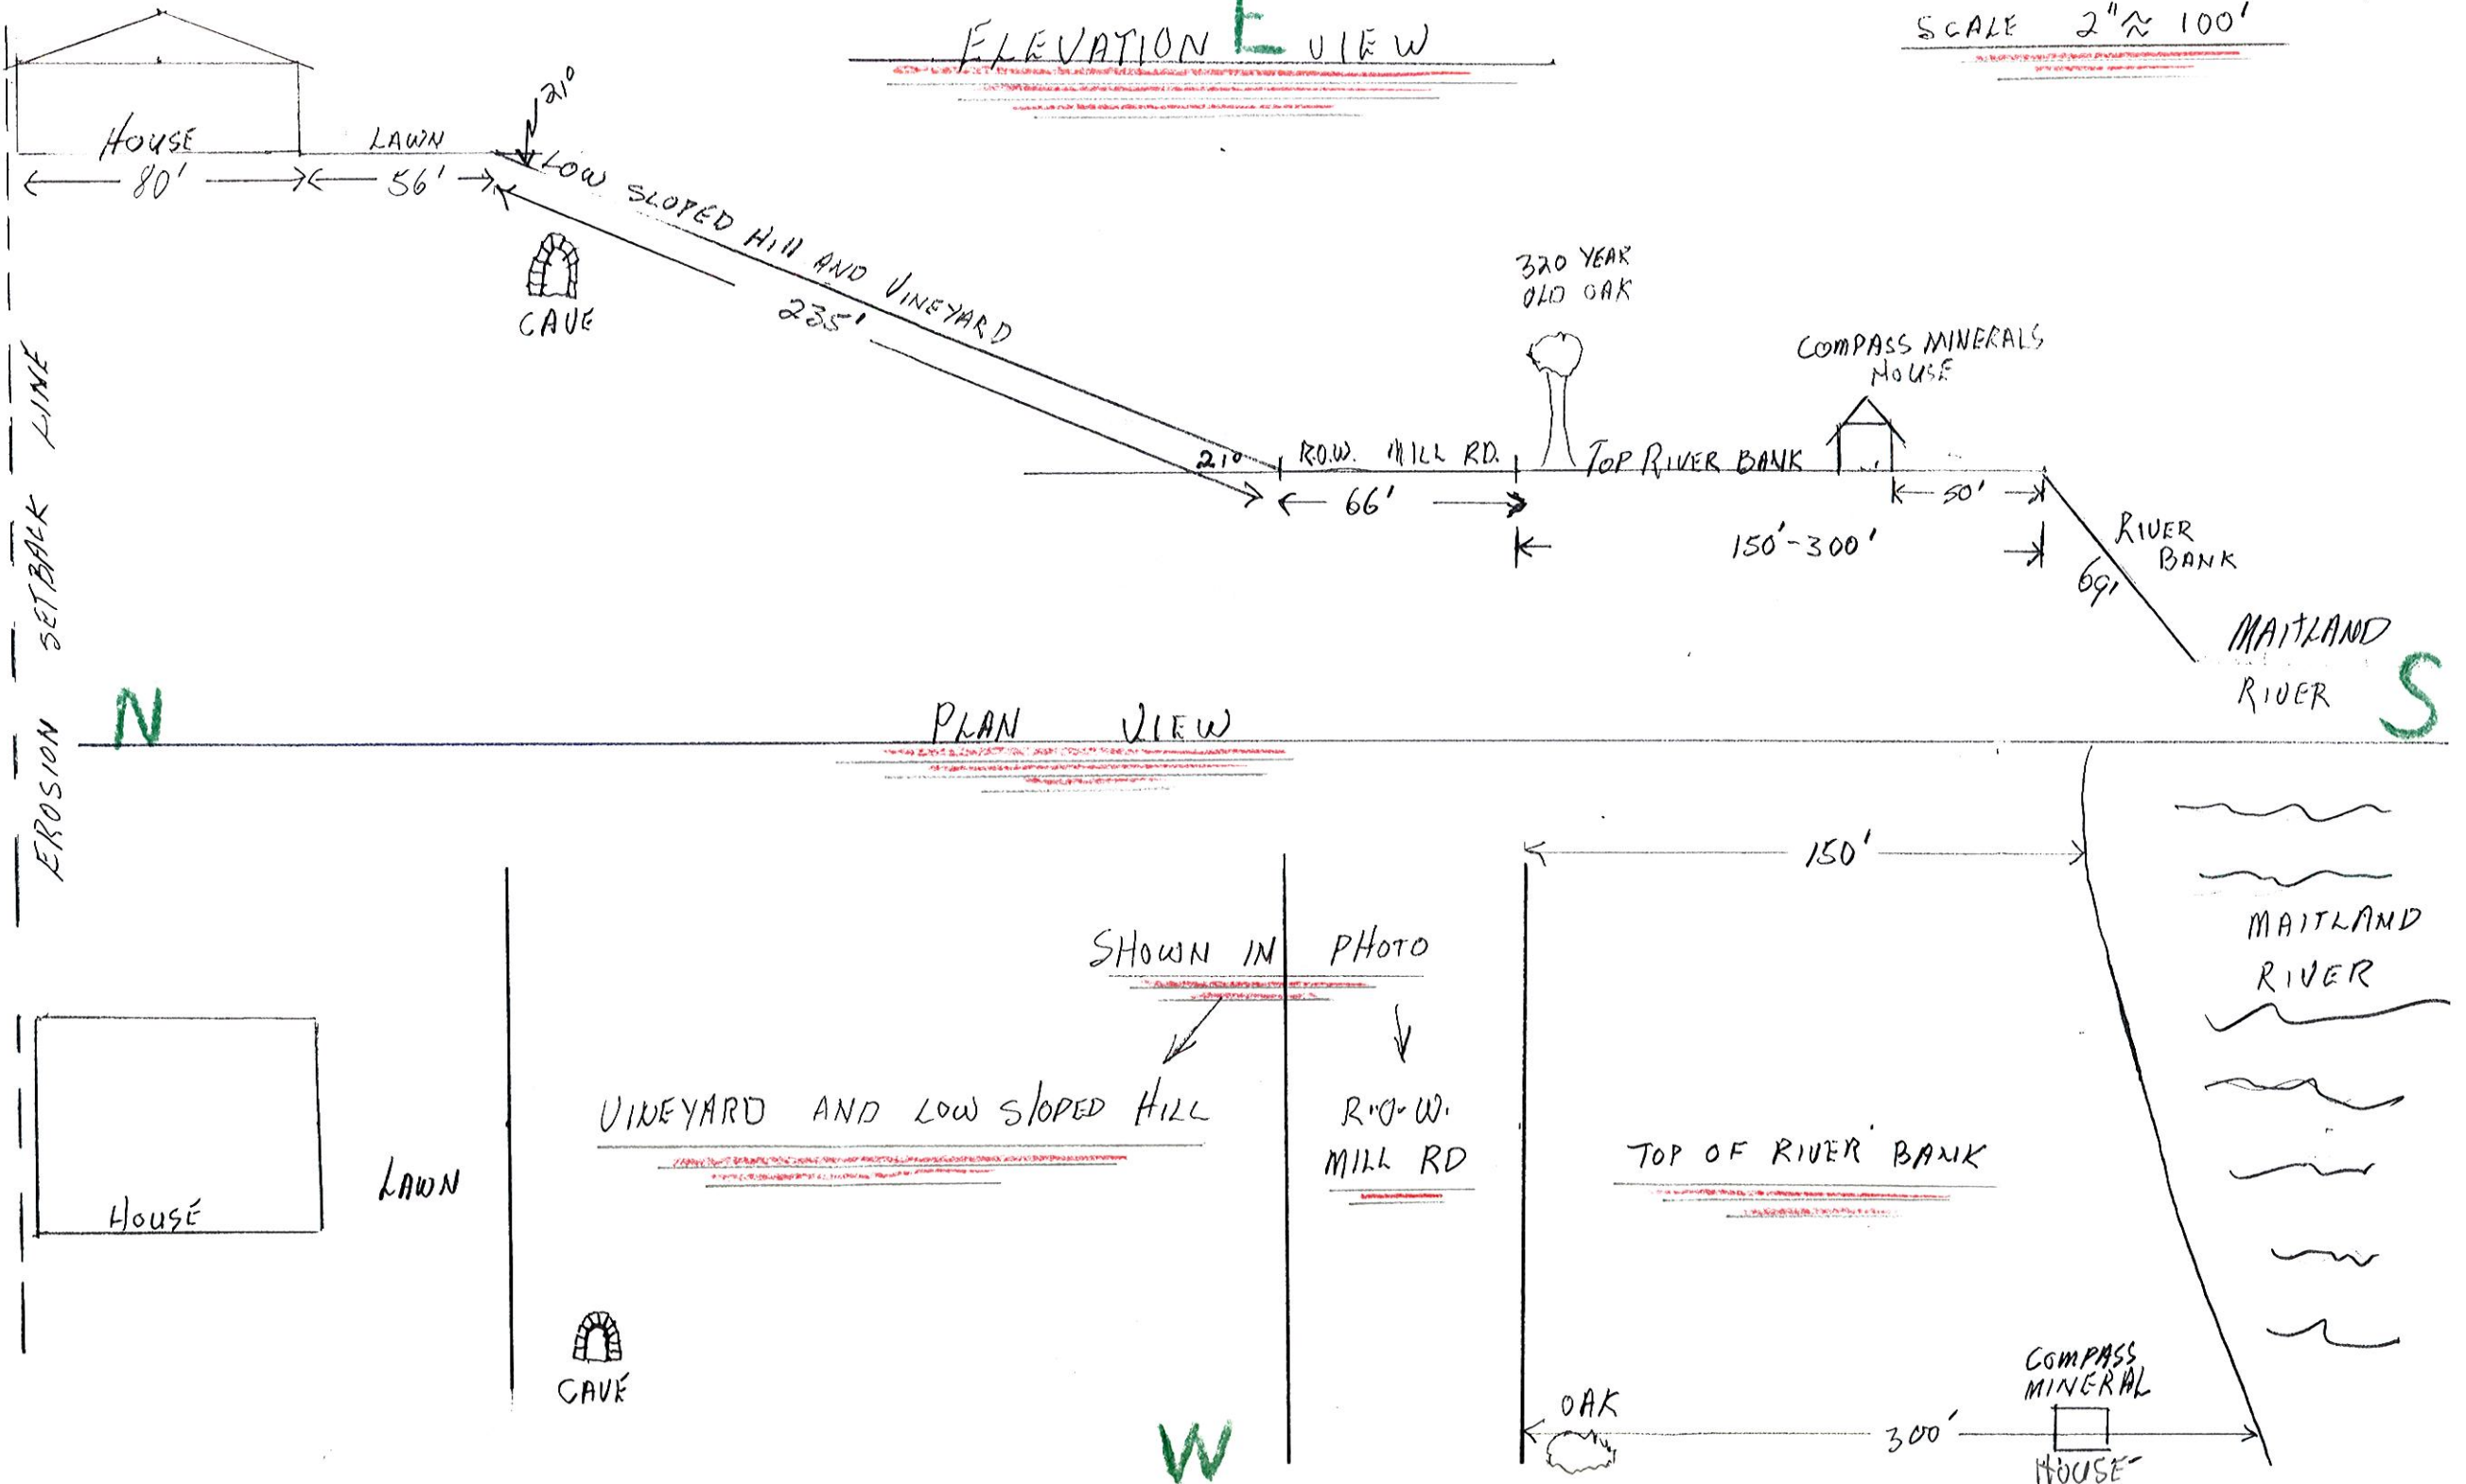 ELEVATION E VIEW
SCALE 2" ≈ 100'
21°
HOUSE
LAWN
80'
56'
LOW SLOPED HILL AND VINEYARD
235'
CAVE
320 YEAR
OLD OAK
COMPASS MINERALS
HOUSE
21°
R.O.W. MILL RD.
TOP RIVER BANK
66'
50'
150'-300'
RIVER
BANK
69'
MAITLAND
RIVER
EROSION SETBACK LINE
N
S
PLAN VIEW
150'
MAITLAND
RIVER
SHOWN IN PHOTO
VINEYARD AND LOW SLOPED HILL
R.O.W.
MILL RD
TOP OF RIVER BANK
LAWN
HOUSE
CAVE
W
OAK
300'
COMPASS
MINERAL
HOUSE